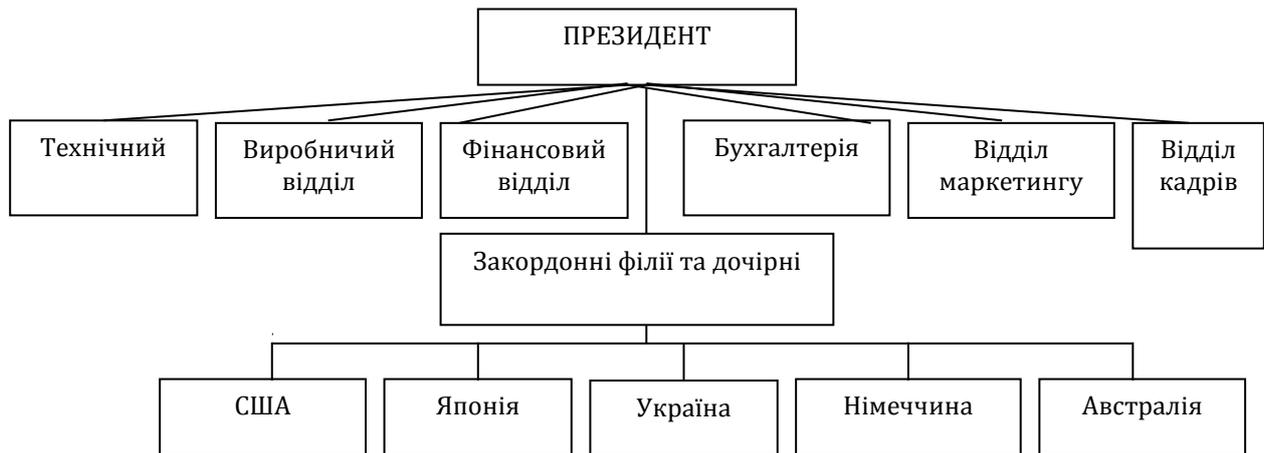 ПРЕЗИДЕНТ
Технічний
Виробничий
відділ
Фінансовий
відділ
Бухгалтерія
Відділ
маркетингу
Відділ
кадрів
Закордонні філії та дочірні
США
Японія
Україна
Німеччина
Австралія